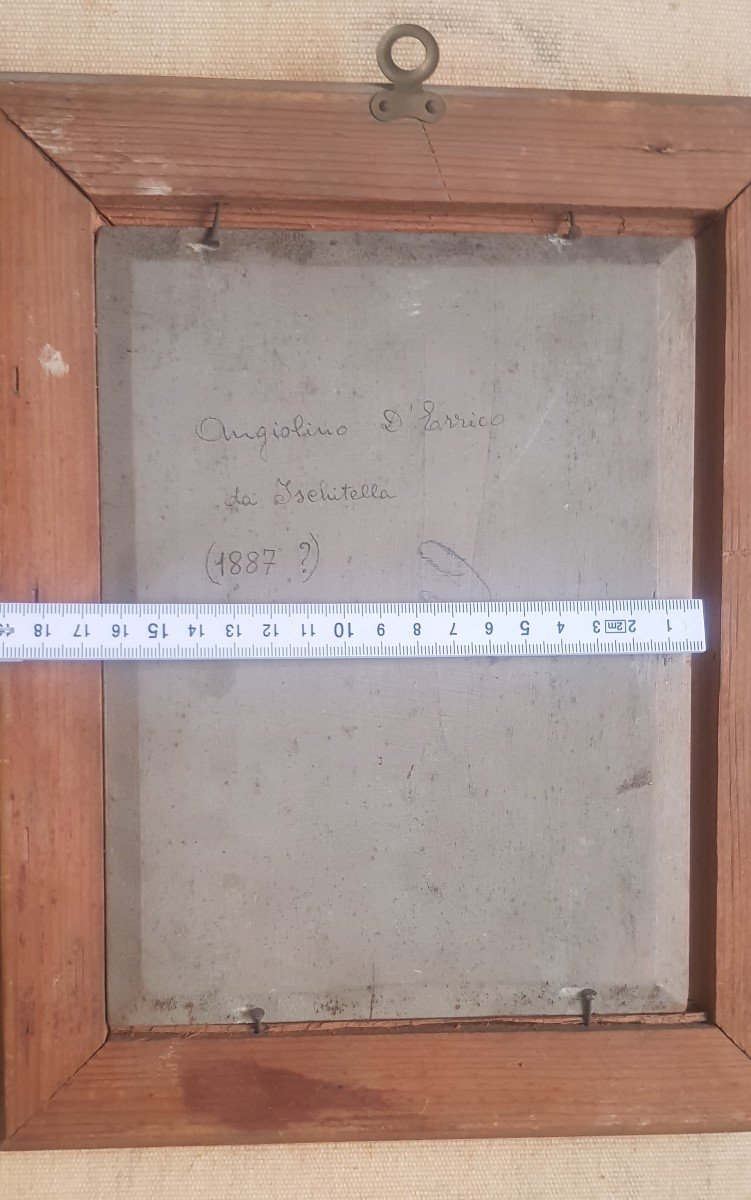 Angiolino D'Errico
da Ischitella
(1887 ?)
18 17 16 15 14 13 12 11 10 9 8 7 6 5 4 3 2m 2 1